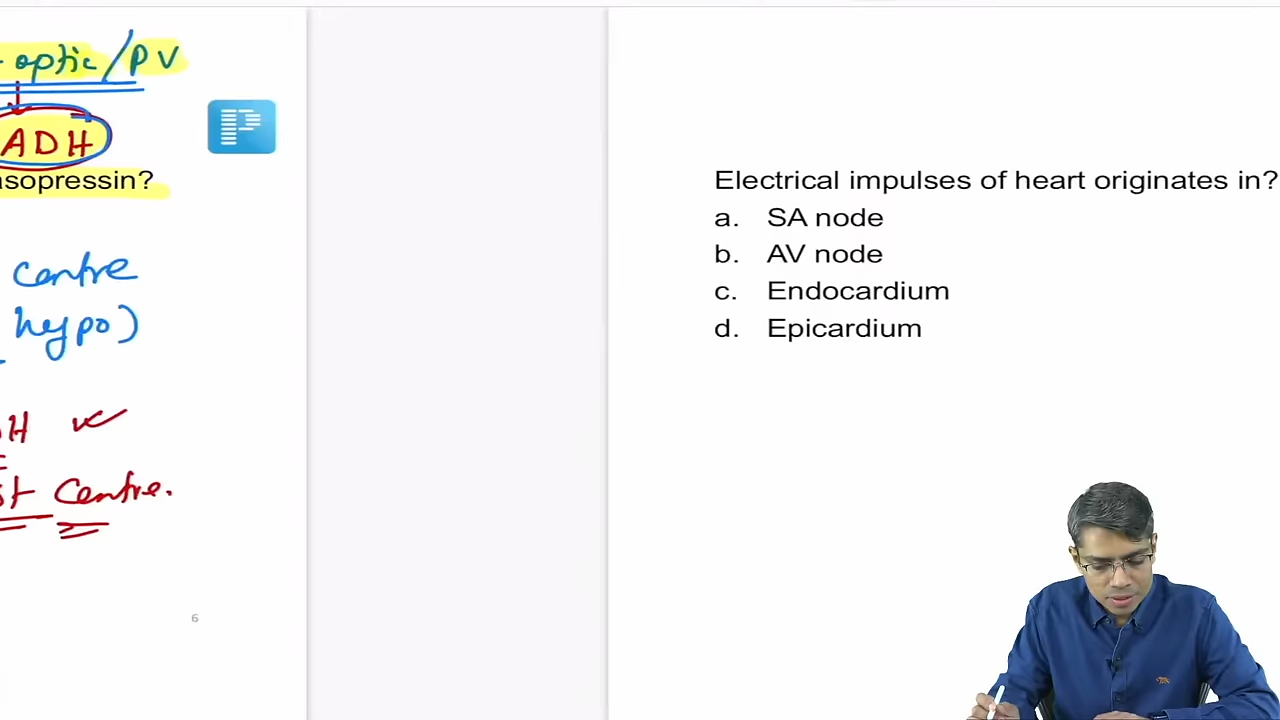 optic/PV
ADH
asopressin?
centre
hypo)
H
st Centre.
6
Electrical impulses of heart originates in?
a. SA node
b. AV node
c. Endocardium
d. Epicardium